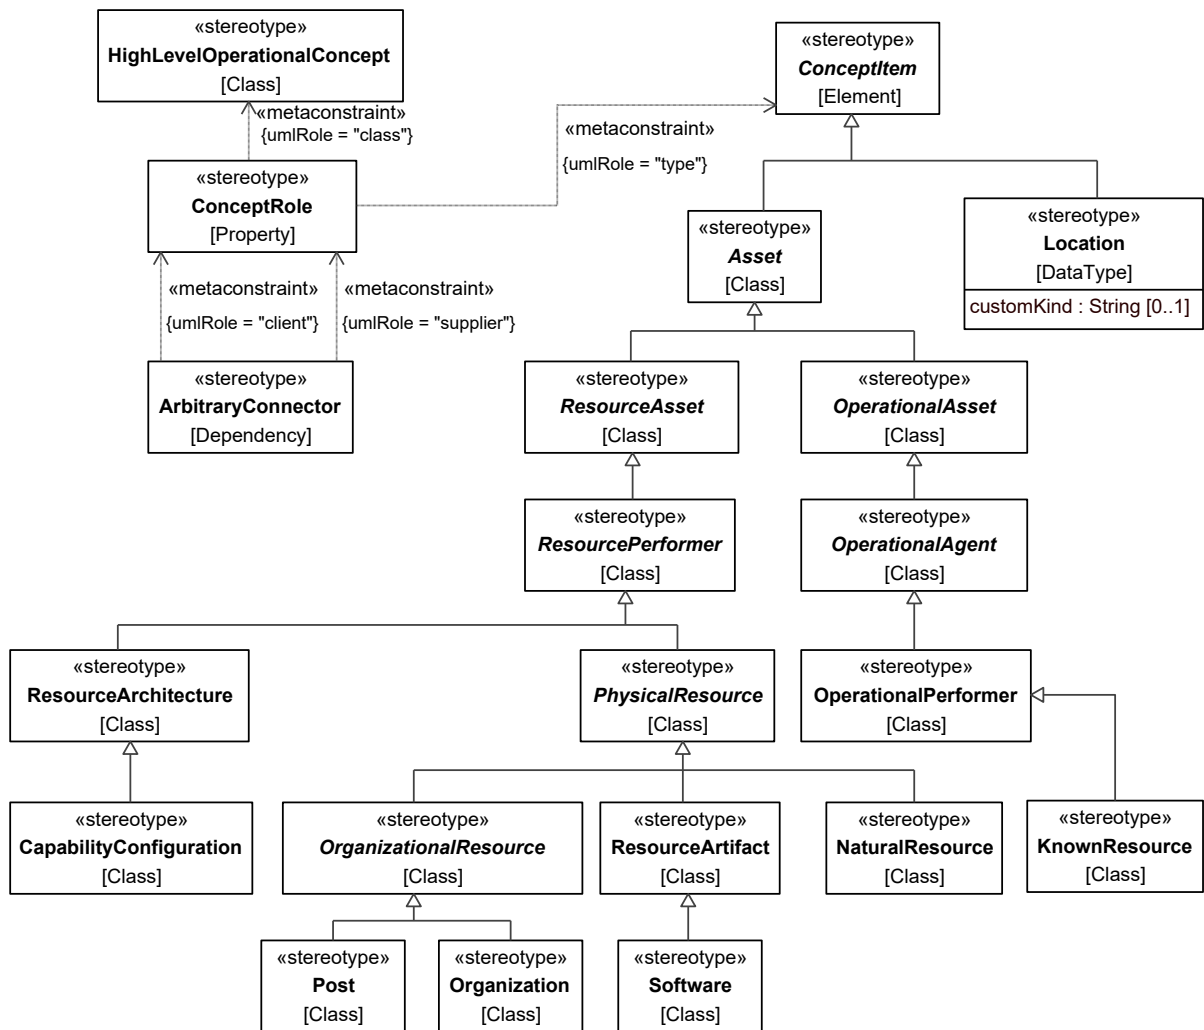 «stereotype»
HighLevelOperationalConcept
[Class]
«stereotype»
ConceptItem
[Element]
«metaconstraint»
{umlRole = "class"}
«metaconstraint»
{umlRole = "type"}
«stereotype»
ConceptRole
[Property]
«stereotype»
Asset
[Class]
«stereotype»
Location
[DataType]
customKind : String [0..1]
«metaconstraint»
{umlRole = "client"}
«metaconstraint»
{umlRole = "supplier"}
«stereotype»
ArbitraryConnector
[Dependency]
«stereotype»
ResourceAsset
[Class]
«stereotype»
OperationalAsset
[Class]
«stereotype»
ResourcePerformer
[Class]
«stereotype»
OperationalAgent
[Class]
«stereotype»
ResourceArchitecture
[Class]
«stereotype»
PhysicalResource
[Class]
«stereotype»
OperationalPerformer
[Class]
«stereotype»
CapabilityConfiguration
[Class]
«stereotype»
OrganizationalResource
[Class]
«stereotype»
ResourceArtifact
[Class]
«stereotype»
NaturalResource
[Class]
«stereotype»
KnownResource
[Class]
«stereotype»
Post
[Class]
«stereotype»
Organization
[Class]
«stereotype»
Software
[Class]